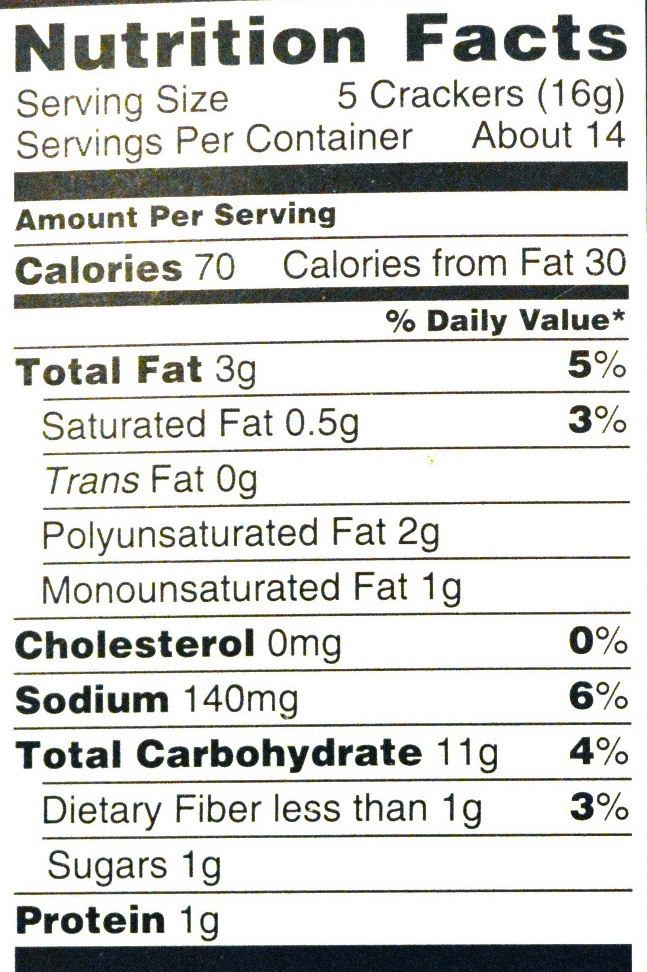 Nutrition Facts
Serving Size 5 Crackers (16g)
Servings Per Container About 14
Amount Per Serving
Calories 70 Calories from Fat 30
% Daily Value*
Total Fat 3g 5%
Saturated Fat 0.5g 3%
Trans Fat 0g
Polyunsaturated Fat 2g
Monounsaturated Fat 1g
Cholesterol 0mg 0%
Sodium 140mg 6%
Total Carbohydrate 11g 4%
Dietary Fiber less than 1g 3%
Sugars 1g
Protein 1g